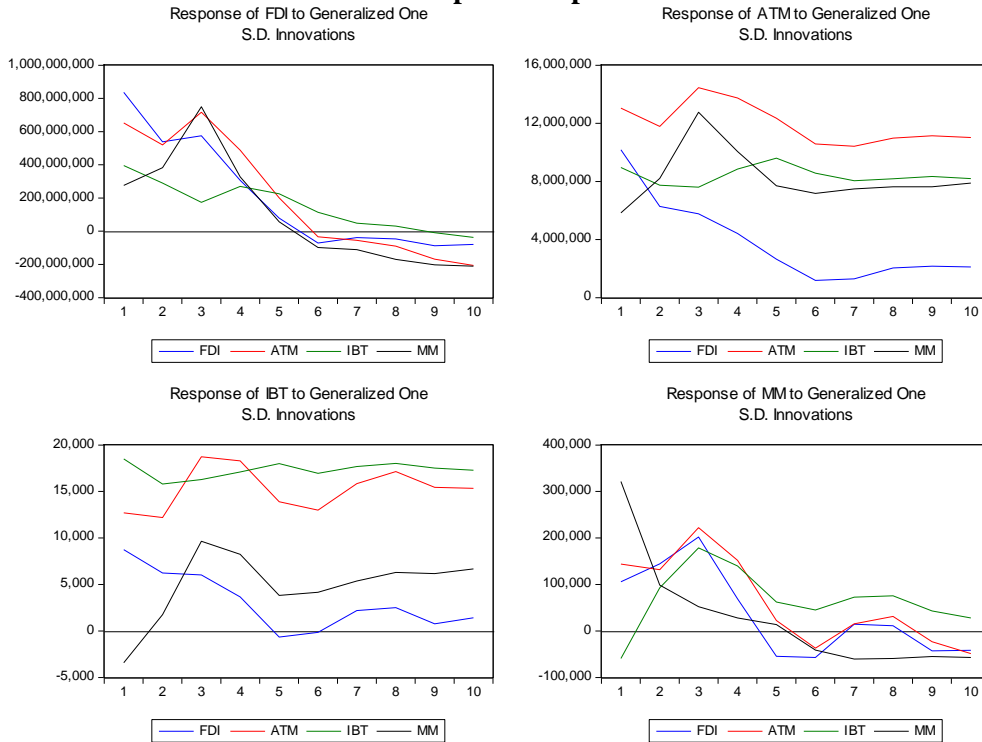 Response of FDI to Generalized One
S.D. Innovations
1,000,000,000
800,000,000
600,000,000
400,000,000
200,000,000
0
-200,000,000
-400,000,000
1 2 3 4 5 6 7 8 9 10
FDI ATM IBT MM
Response of ATM to Generalized One
S.D. Innovations
16,000,000
12,000,000
8,000,000
4,000,000
0
1 2 3 4 5 6 7 8 9 10
FDI ATM IBT MM
Response of IBT to Generalized One
S.D. Innovations
20,000
15,000
10,000
5,000
0
-5,000
1 2 3 4 5 6 7 8 9 10
FDI ATM IBT MM
Response of MM to Generalized One
S.D. Innovations
400,000
300,000
200,000
100,000
0
-100,000
1 2 3 4 5 6 7 8 9 10
FDI ATM IBT MM